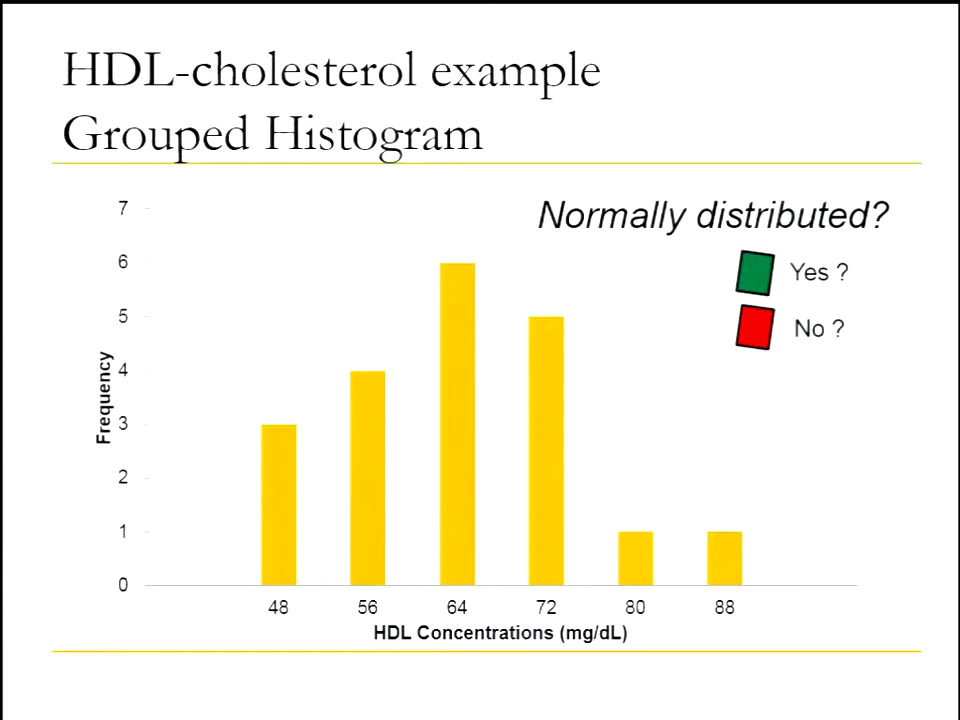 HDL-cholesterol example
Grouped Histogram
Normally distributed?
Yes ?
No ?
7
6
5
4
3
2
1
0
Frequency
48 56 64 72 80 88
HDL Concentrations (mg/dL)